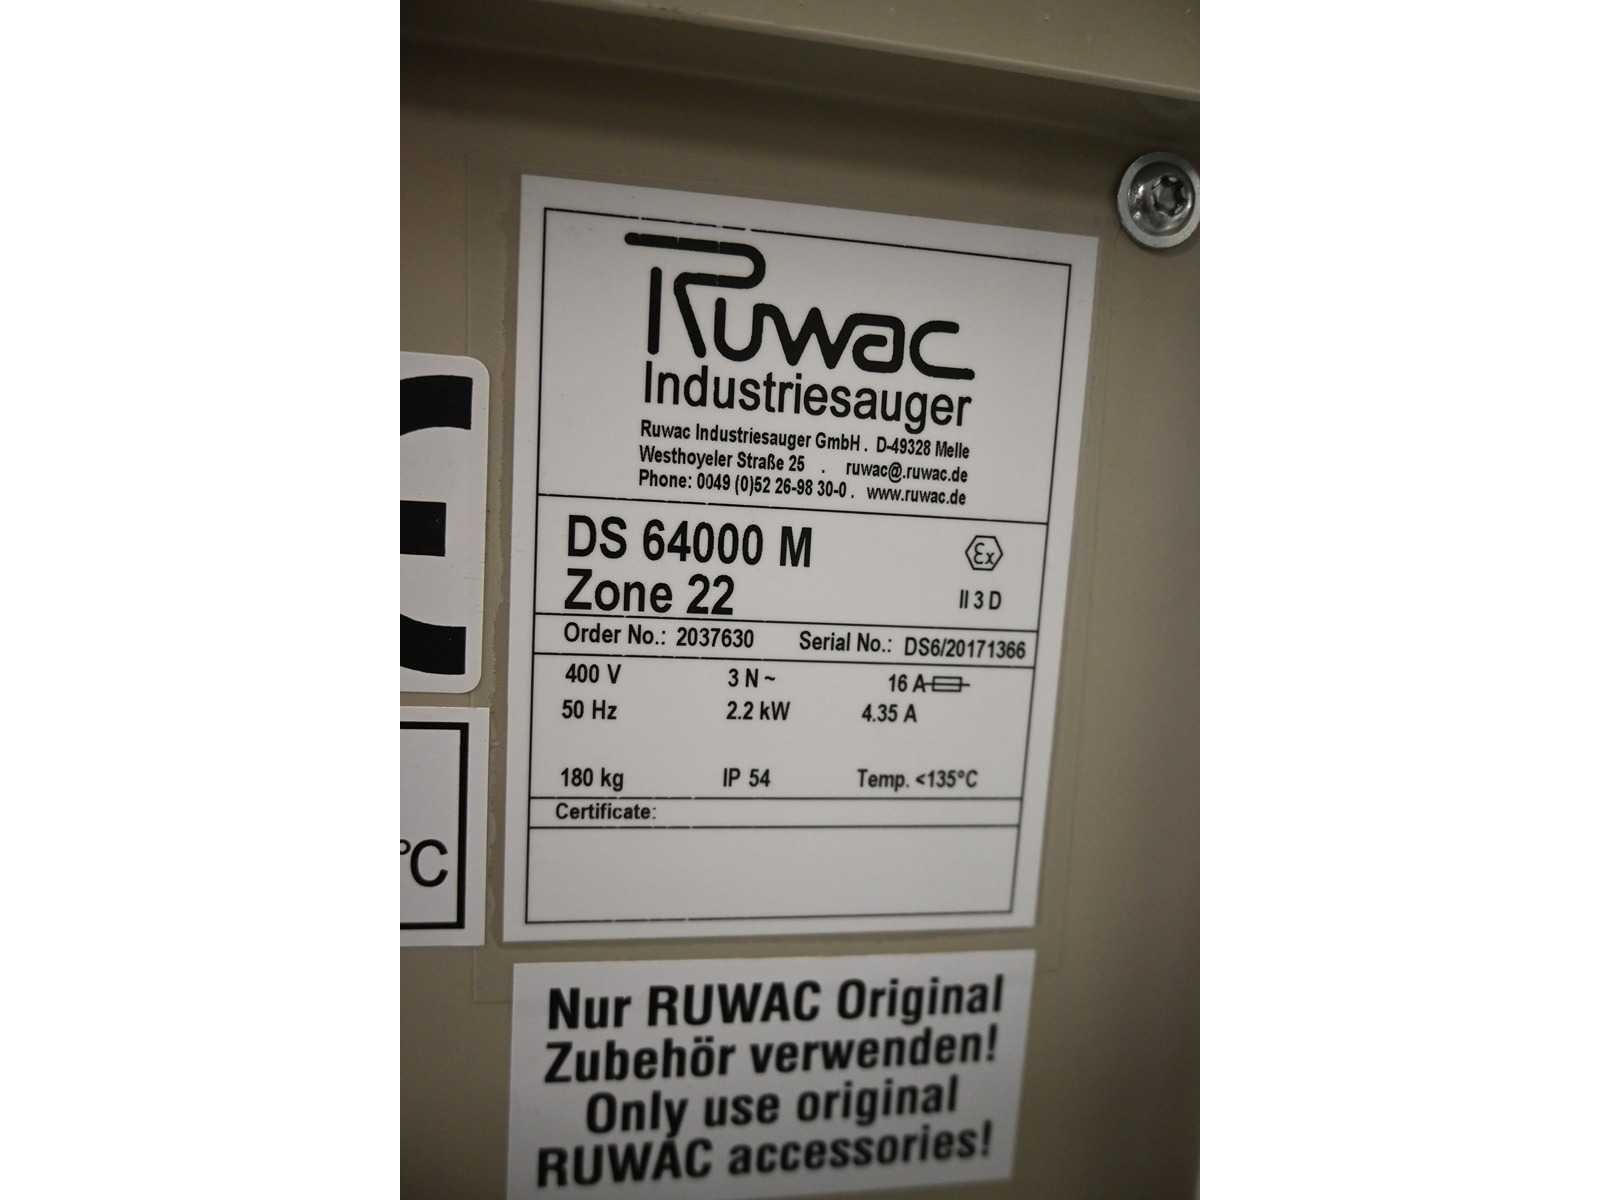 Ruwac
Industriesauger
Ruwac Industriesauger GmbH . D-49328 Melle
Westhoyeler Straße 25 . ruwac@.ruwac.de
Phone: 0049 (0)52 26-98 30-0 . www.ruwac.de
DS 64000 M
Zone 22
Ex
II 3 D
Order No.: 2037630 Serial No.: DS6/20171366
400 V 3 N ~ 16 A
50 Hz 2.2 kW 4.35 A
180 kg IP 54 Temp. <135°C
Certificate:
E
°C
Nur RUWAC Original
Zubehör verwenden!
Only use original
RUWAC accessories!